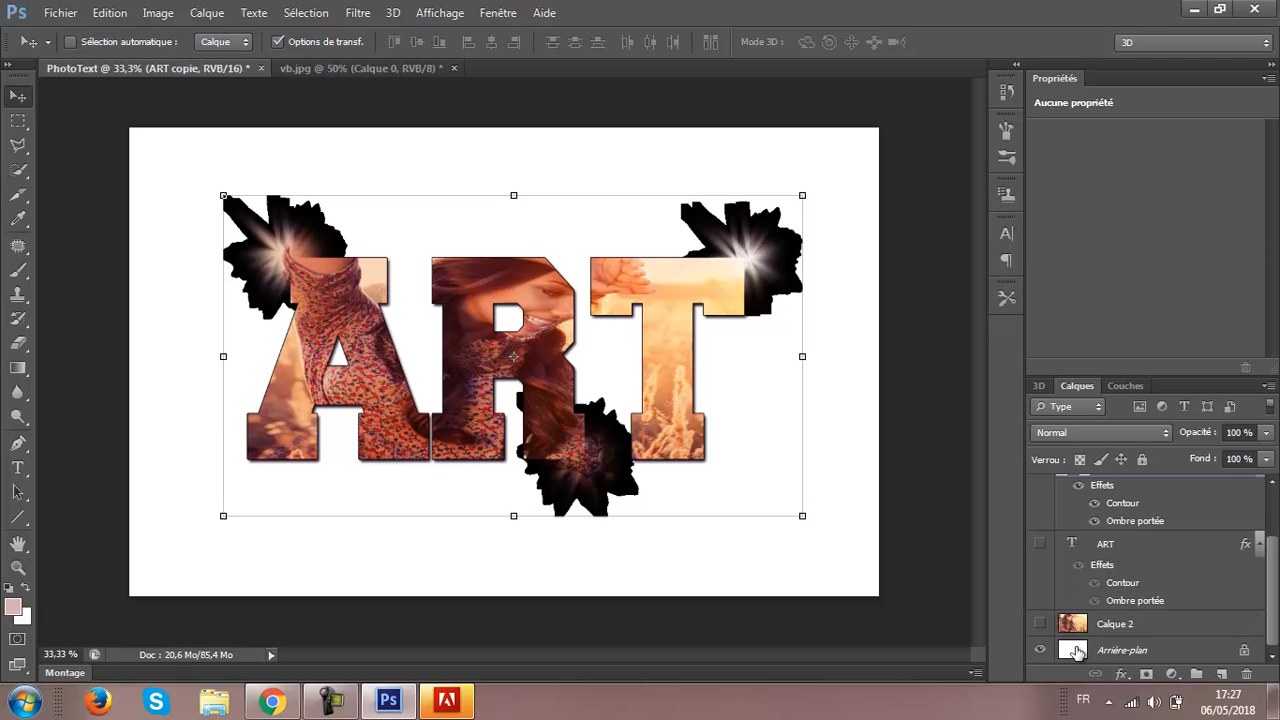 Ps Fichier Edition Image Calque Texte Sélection Filtre 3D Affichage Fenêtre Aide
Sélection automatique : Calque Options de transf. Mode 3D : 3D
PhotoText @ 33,3% (ART copie, RVB/16) * × vb.jpg @ 50% (Calque 0, RVB/8) * ×
Propriétés
Aucune propriété
ART
3D Calques Couches
Type
Normal Opacité : 100 %
Verrou : Fond : 100 %
Effets
Contour
Ombre portée
T ART fx
Effets
Contour
Ombre portée
Calque 2
Arrière-plan
33,33 % Doc : 20,6 Mo/85,4 Mo
Montage
FR 17:27
06/05/2018